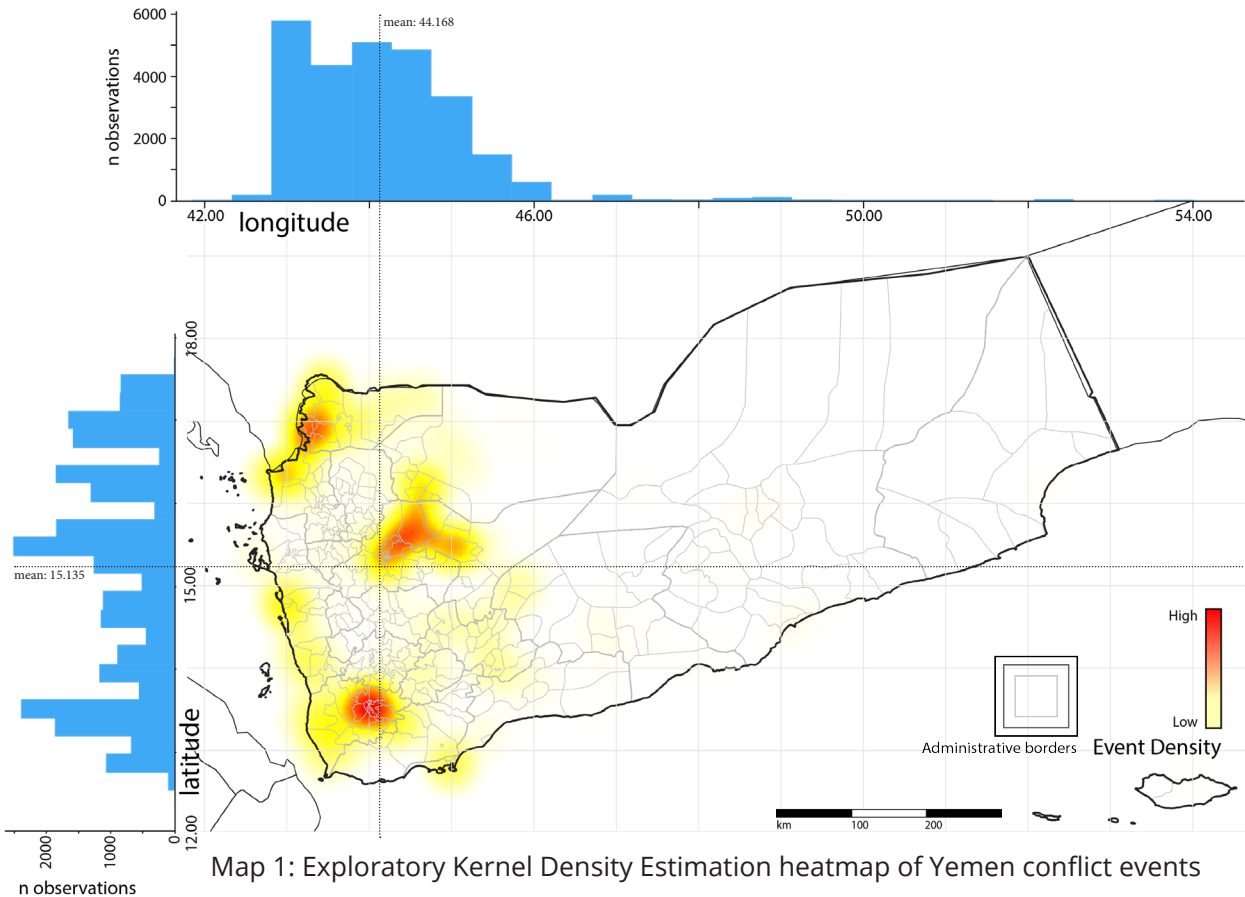 6000
mean: 44.168
4000
n observations
2000
0
42.00
46.00
50.00
54.00
longitude
18.00
mean: 15.135
15.00
High
Low
latitude
Administrative borders
Event Density
12.00
km
100
200
2000
1000
0
n observations
Map 1: Exploratory Kernel Density Estimation heatmap of Yemen conflict events